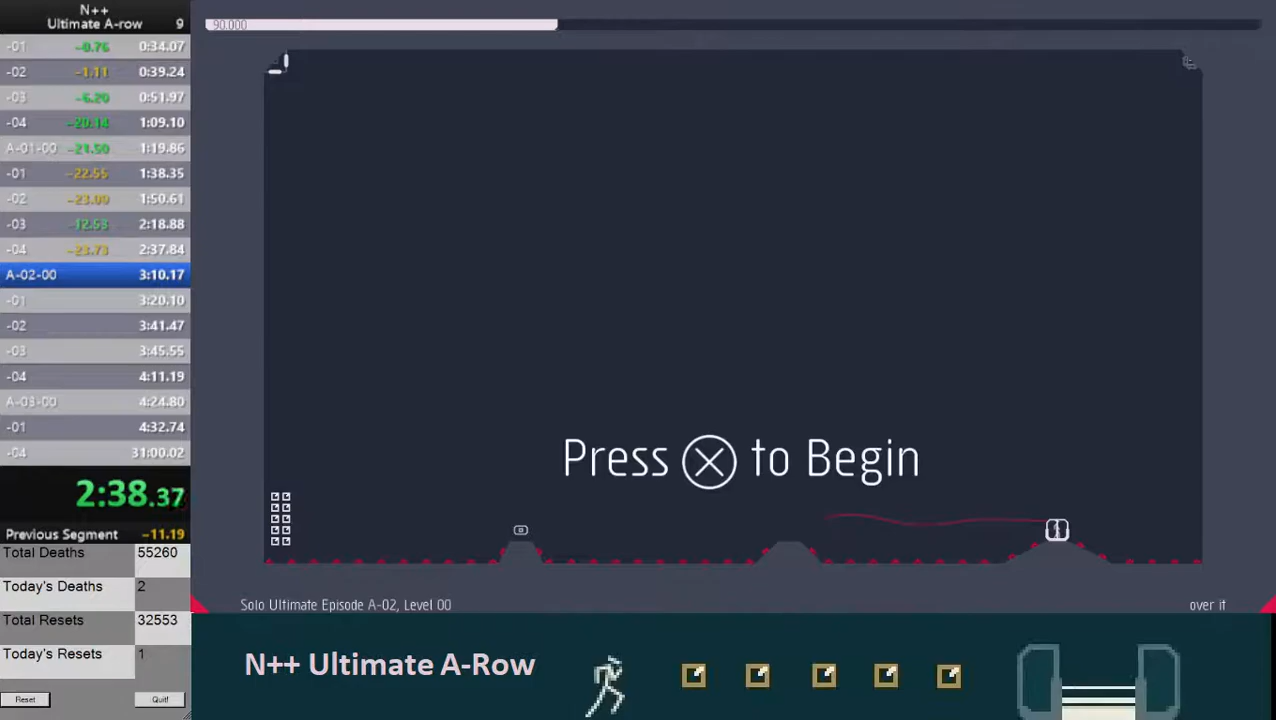 N++
Ultimate A-row 9
-01 -0.76 0:34.07
-02 -1.11 0:39.24
-03 -6.20 0:51.97
-04 -20.14 1:09.10
A-01-00 -21.50 1:19.86
-01 -22.55 1:38.35
-02 -23.00 1:50.61
-03 -12.53 2:18.88
-04 -23.73 2:37.84
A-02-00 3:10.17
-01 3:20.10
-02 3:41.47
-03 3:45.55
-04 4:11.19
A-03-00 4:24.80
-01 4:32.74
-04 31:00.02
2:38.37
Previous Segment -11.19
Total Deaths 55260
Today's Deaths 2
Total Resets 32553
Today's Resets 1
Reset Quit!
90.000
Press X to Begin
Solo Ultimate Episode A-02, Level 00 over it
N++ Ultimate A-Row